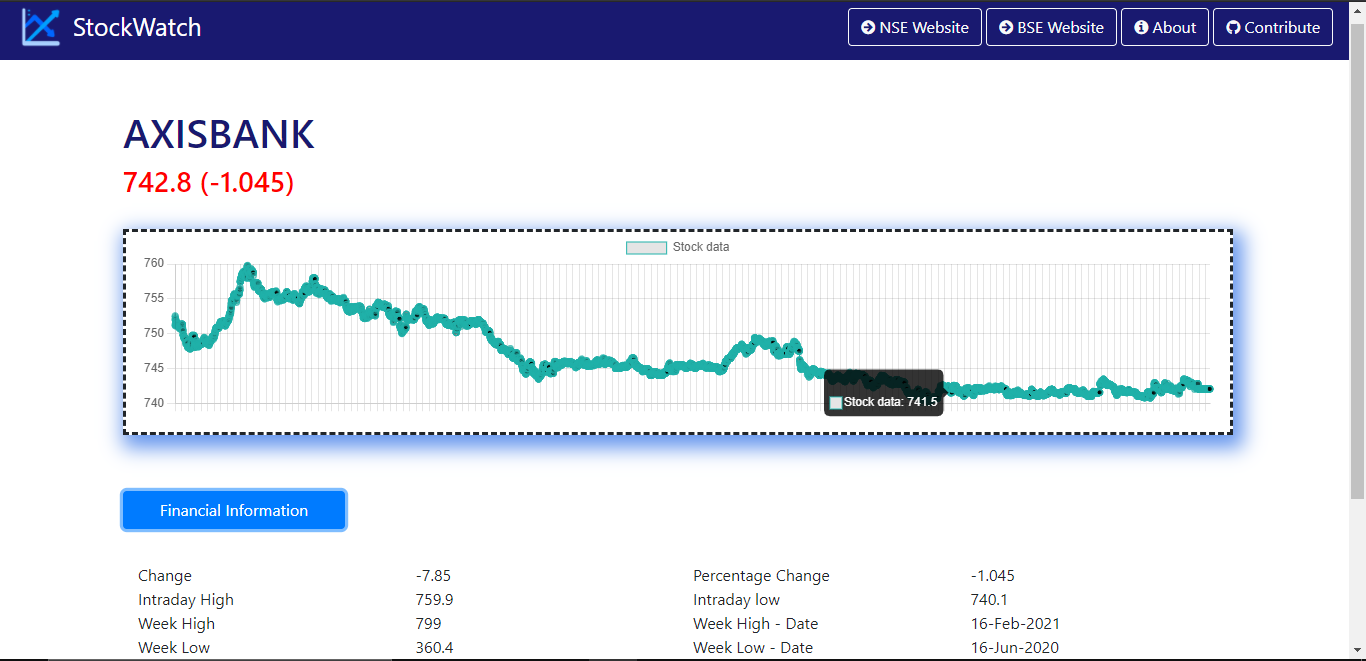 StockWatch NSE Website BSE Website About Contribute
AXISBANK
742.8 (-1.045)
Stock data
760
755
750
745
740
Stock data: 741.5
Financial Information
Change -7.85 Percentage Change -1.045
Intraday High 759.9 Intraday low 740.1
Week High 799 Week High - Date 16-Feb-2021
Week Low 360.4 Week Low - Date 16-Jun-2020